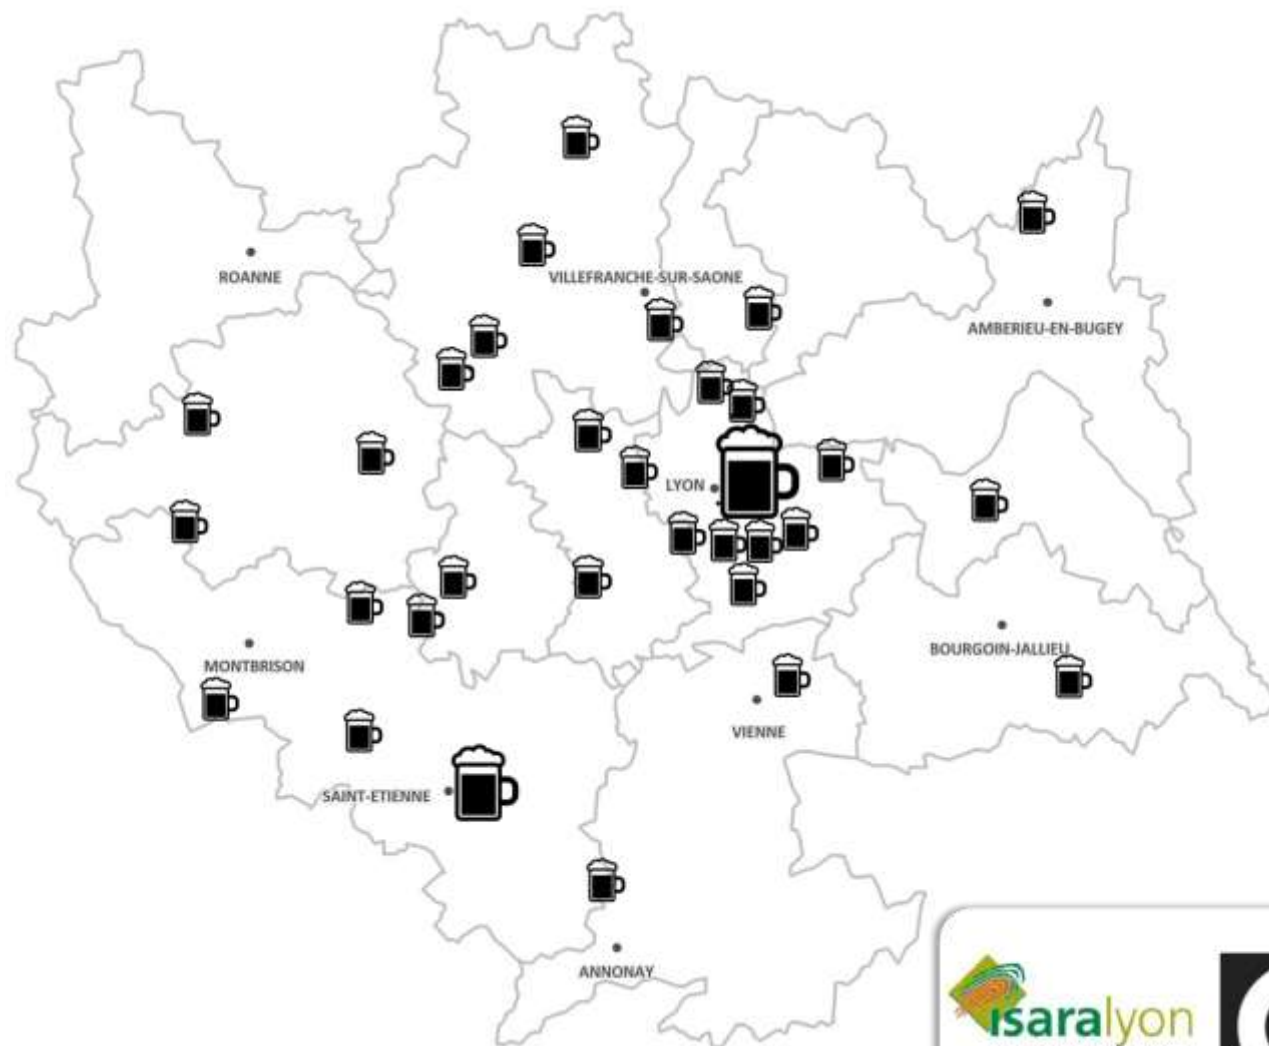 ROANNE
VILLEFRANCHE-SUR-SAONE
AMBERIEU-EN-BUGEY
LYON
BOURGOIN-JALLIEU
MONTBRISON
VIENNE
SAINT-ETIENNE
ANNONAY
isaralyon